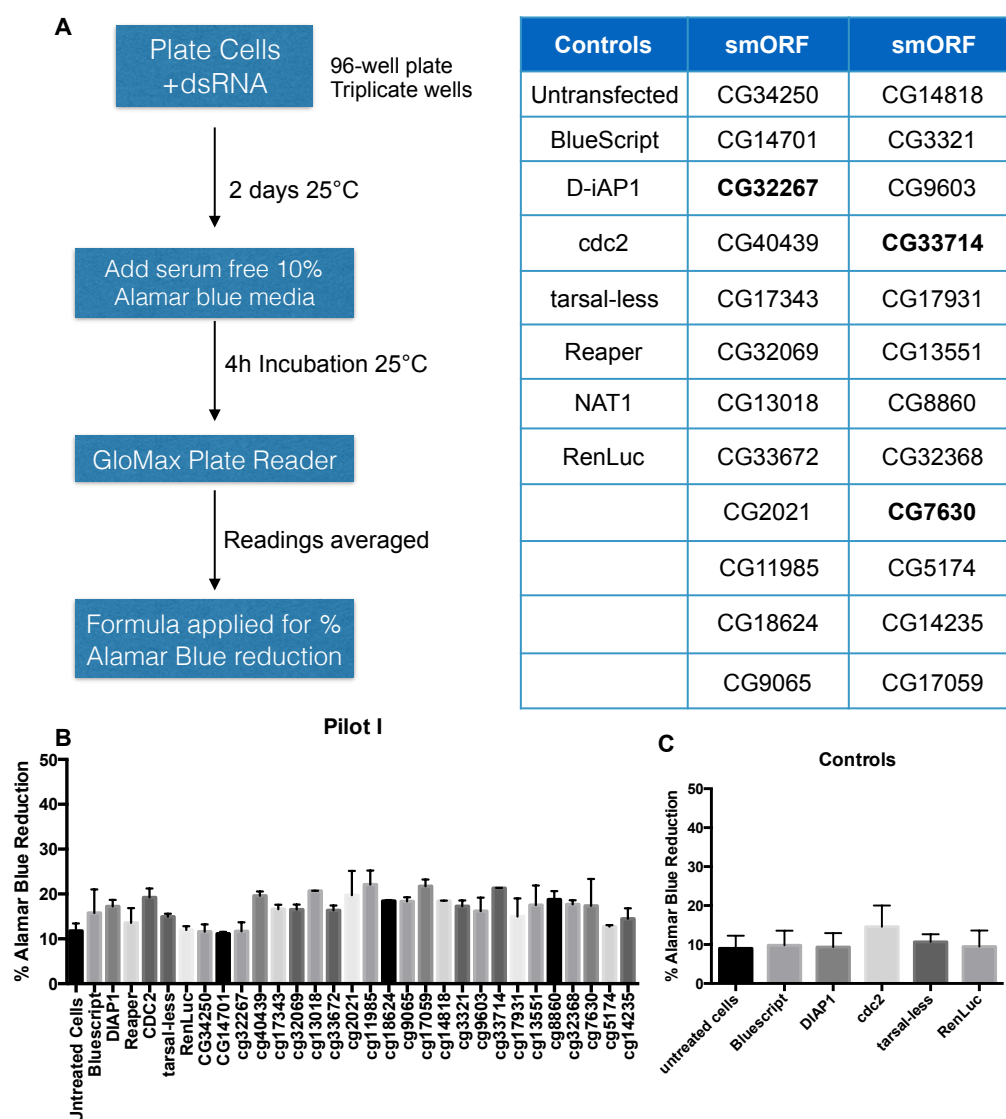 A
Plate Cells
+dsRNA
96-well plate
Triplicate wells
2 days 25°C
Add serum free 10%
Alamar blue media
4h Incubation 25°C
GloMax Plate Reader
Readings averaged
Formula applied for %
Alamar Blue reduction
Controls smORF smORF
Untransfected CG34250 CG14818
BlueScript CG14701 CG3321
D-iAP1 CG32267 CG9603
cdc2 CG40439 CG33714
tarsal-less CG17343 CG17931
Reaper CG32069 CG13551
NAT1 CG13018 CG8860
RenLuc CG33672 CG32368
CG2021 CG7630
CG11985 CG5174
CG18624 CG14235
CG9065 CG17059
B
Pilot I
% Alamar Blue Reduction
50
40
30
20
10
0
Untreated Cells
Bluescript
DIAP1
Reaper
CDC2
tarsal-less
RenLuc
CG34250
CG14701
cg32267
cg40439
cg17343
cg32069
cg13018
cg33672
cg2021
cg11985
cg18624
cg9065
cg17059
cg14818
cg3321
cg9603
cg33714
cg17931
cg13551
cg8860
cg32368
cg7630
cg5174
cg14235
C
Controls
% Alamar Blue Reduction
50
40
30
20
10
0
untreated cells
Bluescript
DIAP1
cdc2
tarsal-less
RenLuc